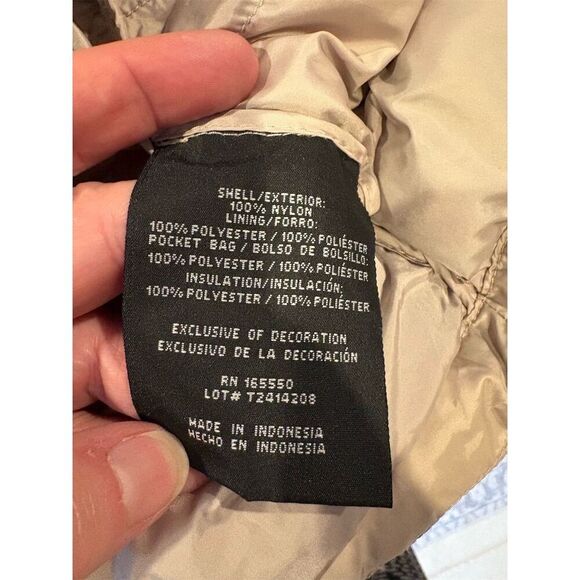 SHELL/EXTERIOR:
100% NYLON
LINING/FORRO:
100% POLYESTER / 100% POLIÉSTER
POCKET BAG / BOLSO DE BOLSILLO:
100% POLYESTER / 100% POLIÉSTER
INSULATION/INSULACIÓN:
100% POLYESTER / 100% POLIÉSTER
EXCLUSIVE OF DECORATION
EXCLUSIVO DE LA DECORACIÓN
RN 165550
LOT# T2414208
MADE IN INDONESIA
HECHO EN INDONESIA